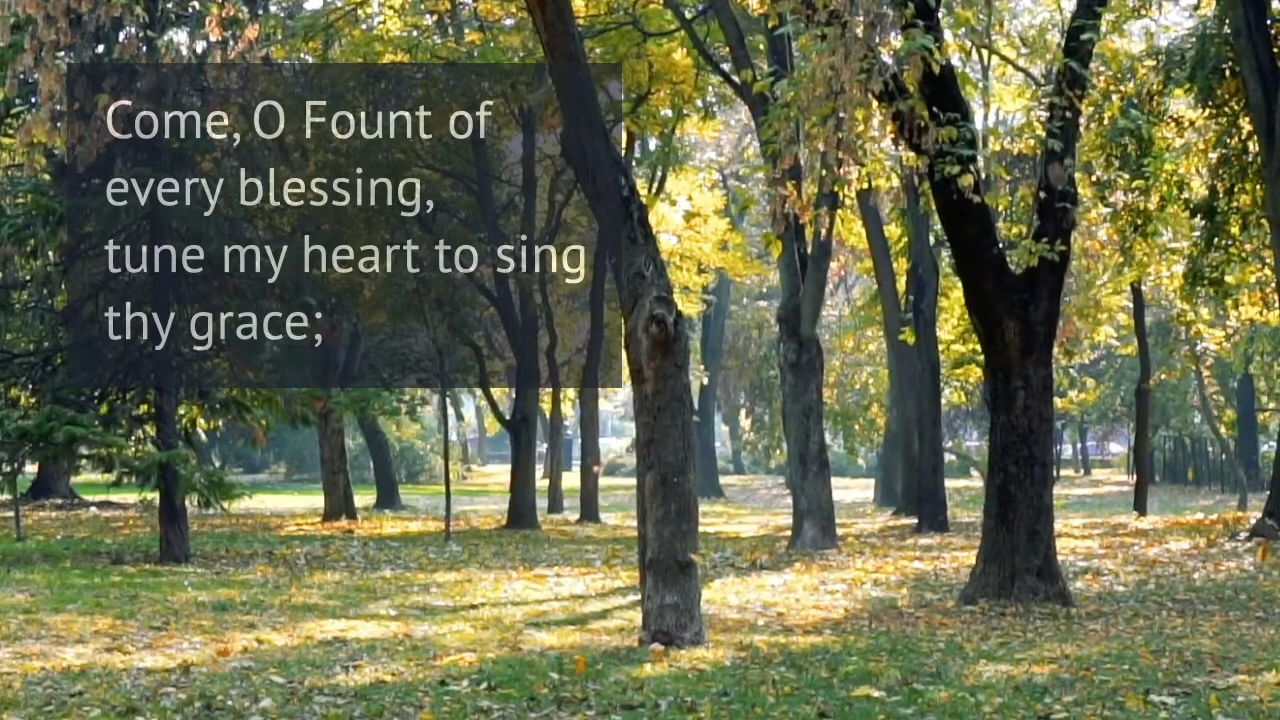 Come, O Fount of
every blessing,
tune my heart to sing
thy grace;